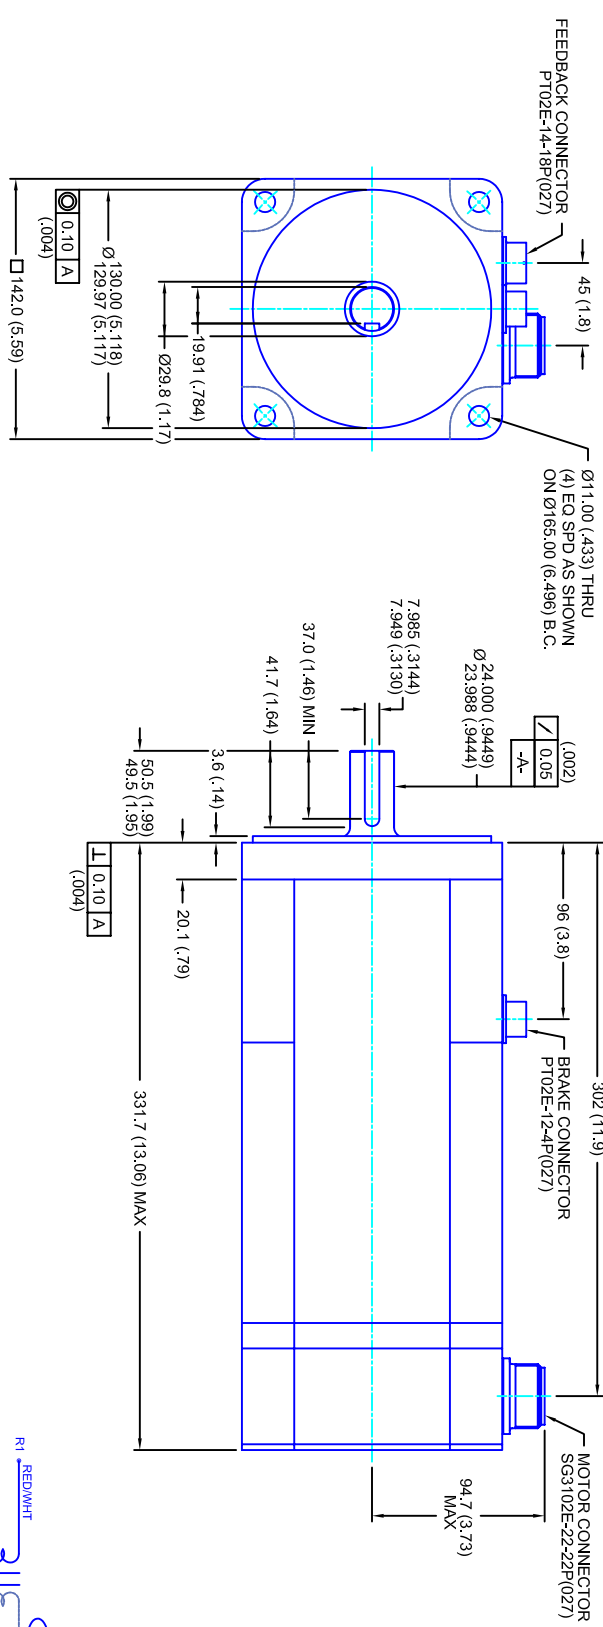 FEEDBACK CONNECTOR
PT02E-14-18P(027)
45 (1.8)
Ø11.00 (.433) THRU
(4) EQ SPD AS SHOWN
ON Ø165.00 (6.496) B.C.
19.91 (.784)
Ø29.8 (1.17)
Ø 130.00 (5.118)
129.97 (5.117)
0.10 A
(.004)
142.0 (5.59)
(.002)
0.05
-A-
Ø 24.000 (.9449)
23.988 (.9444)
7.985 (.3144)
7.949 (.3130)
37.0 (1.46) MIN
41.7 (1.64)
3.6 (.14)
50.5 (1.99)
49.5 (1.95)
⊥ 0.10 A
(.004)
20.1 (.79)
331.7 (13.06) MAX
96 (3.8)
302 (11.9)
BRAKE CONNECTOR
PT02E-12-4P(027)
MOTOR CONNECTOR
SG3102E-22-22P(027)
94.7 (3.73)
MAX
R1
RED/WHT